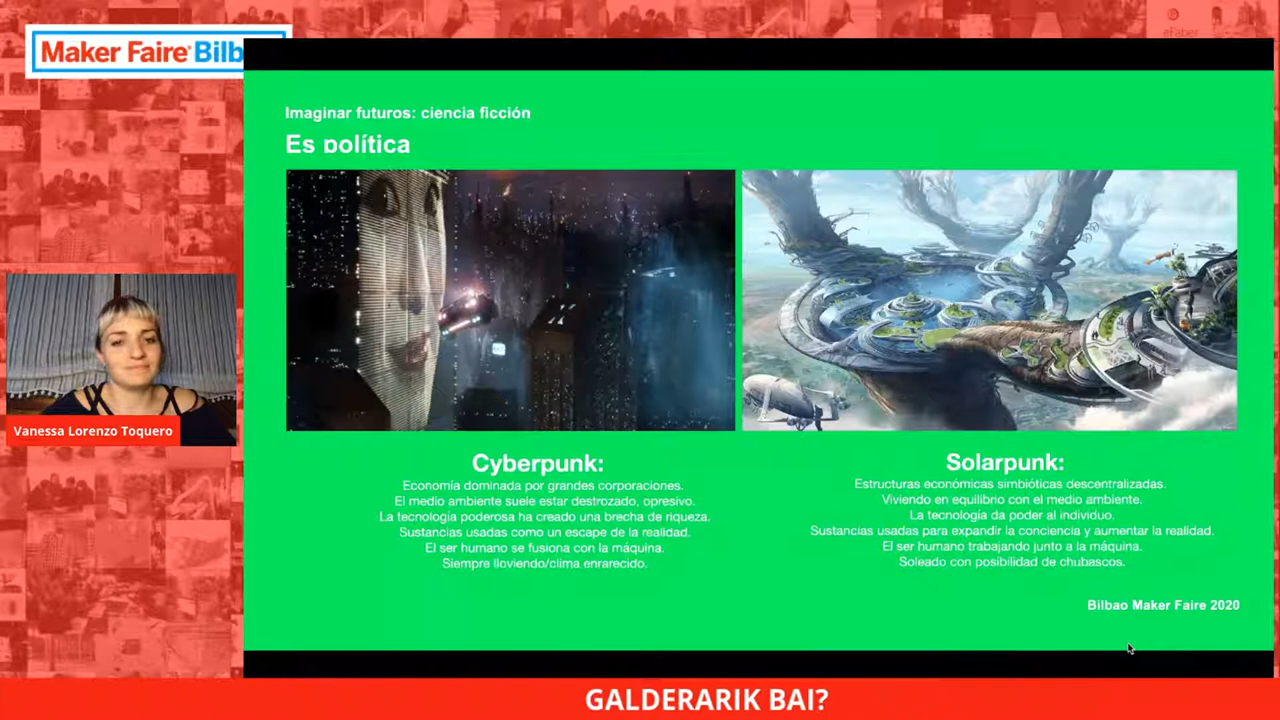 Maker Faire Bilb
eFaber
Imaginar futuros: ciencia ficción
Es política
Vanessa Lorenzo Toquero
Cyberpunk:
Economía dominada por grandes corporaciones.
El medio ambiente suele estar destrozado, opresivo.
La tecnología poderosa ha creado una brecha de riqueza.
Sustancias usadas como un escape de la realidad.
El ser humano se fusiona con la máquina.
Siempre lloviendo/clima enrarecido.
Solarpunk:
Estructuras económicas simbióticas descentralizadas.
Viviendo en equilibrio con el medio ambiente.
La tecnología da poder al individuo.
Sustancias usadas para expandir la conciencia y aumentar la realidad.
El ser humano trabajando junto a la máquina.
Soleado con posibilidad de chubascos.
Bilbao Maker Faire 2020
GALDERARIK BAI?